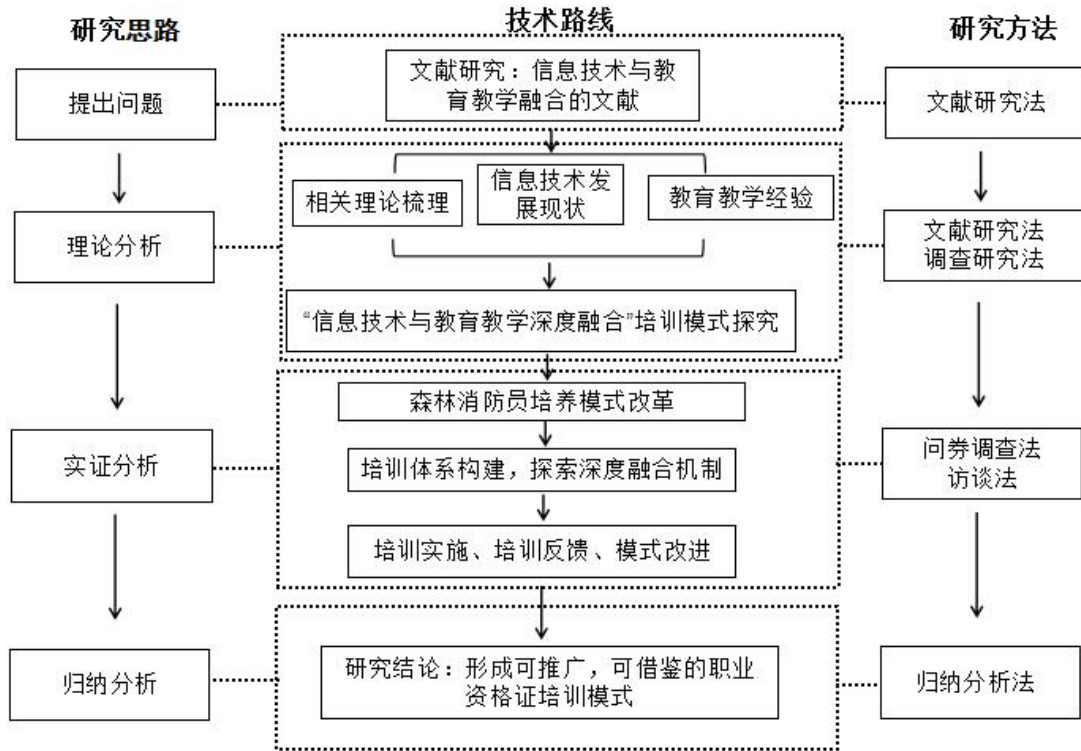 研究思路
技术路线
研究方法
提出问题
文献研究：信息技术与教
育教学融合的文献
文献研究法
理论分析
相关理论梳理
信息技术发
展现状
教育教学经验
“信息技术与教育教学深度融合”培训模式探究
文献研究法
调查研究法
实证分析
森林消防员培养模式改革
培训体系构建，探索深度融合机制
培训实施、培训反馈、模式改进
问券调查法
访谈法
归纳分析
研究结论：形成可推广，可借鉴的职业
资格证培训模式
归纳分析法